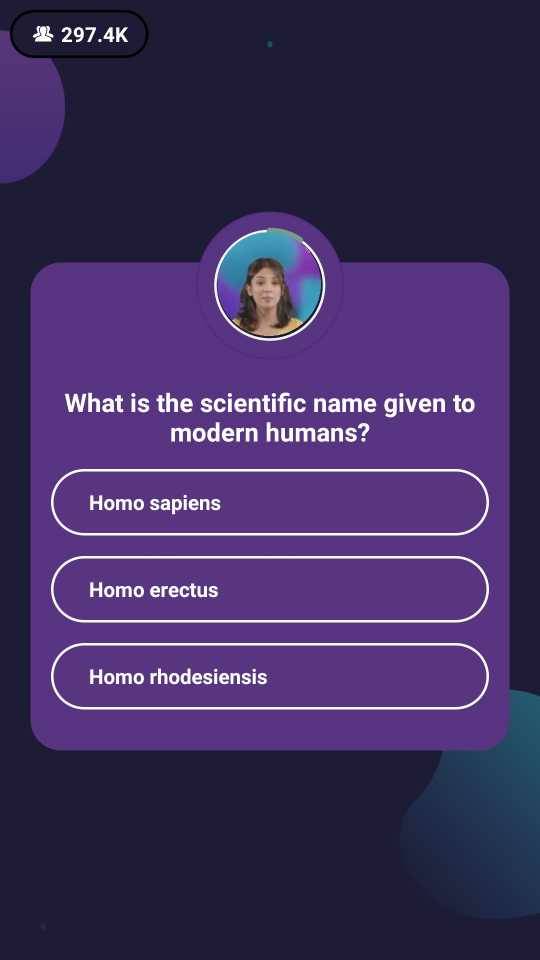 297.4K
What is the scientific name given to
modern humans?
Homo sapiens
Homo erectus
Homo rhodesiensis